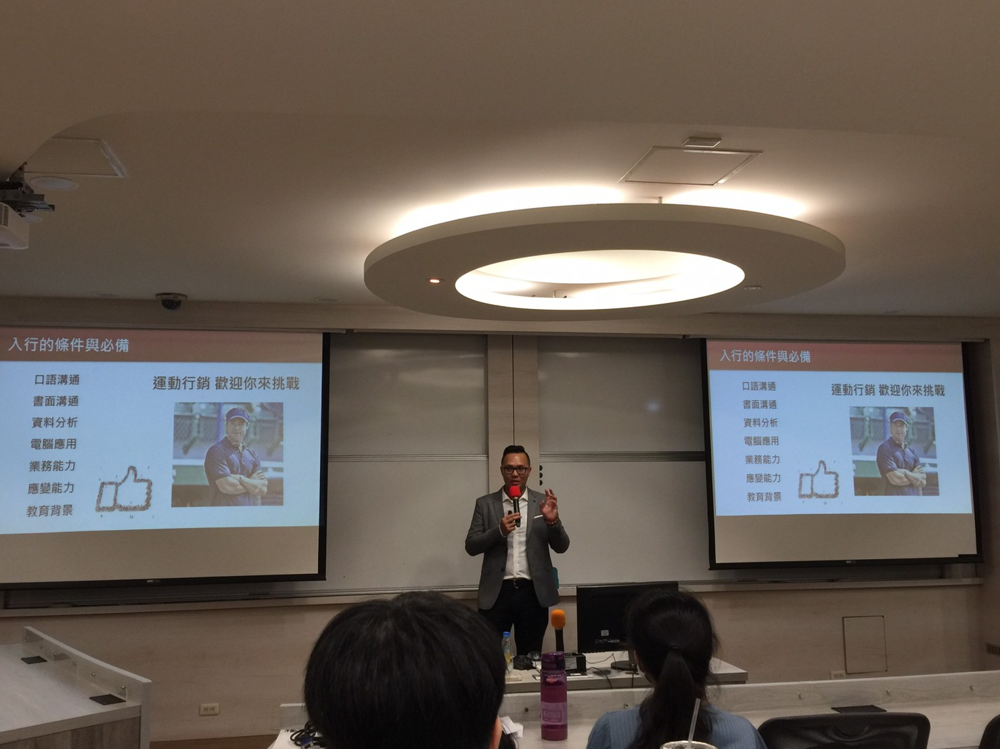 入行的條件與必備
口語溝通
書面溝通
資料分析
電腦應用
業務能力
應變能力
教育背景
運動行銷 歡迎你來挑戰
入行的條件與必備
口語溝通
書面溝通
資料分析
電腦應用
業務能力
應變能力
教育背景
運動行銷 歡迎你來挑戰